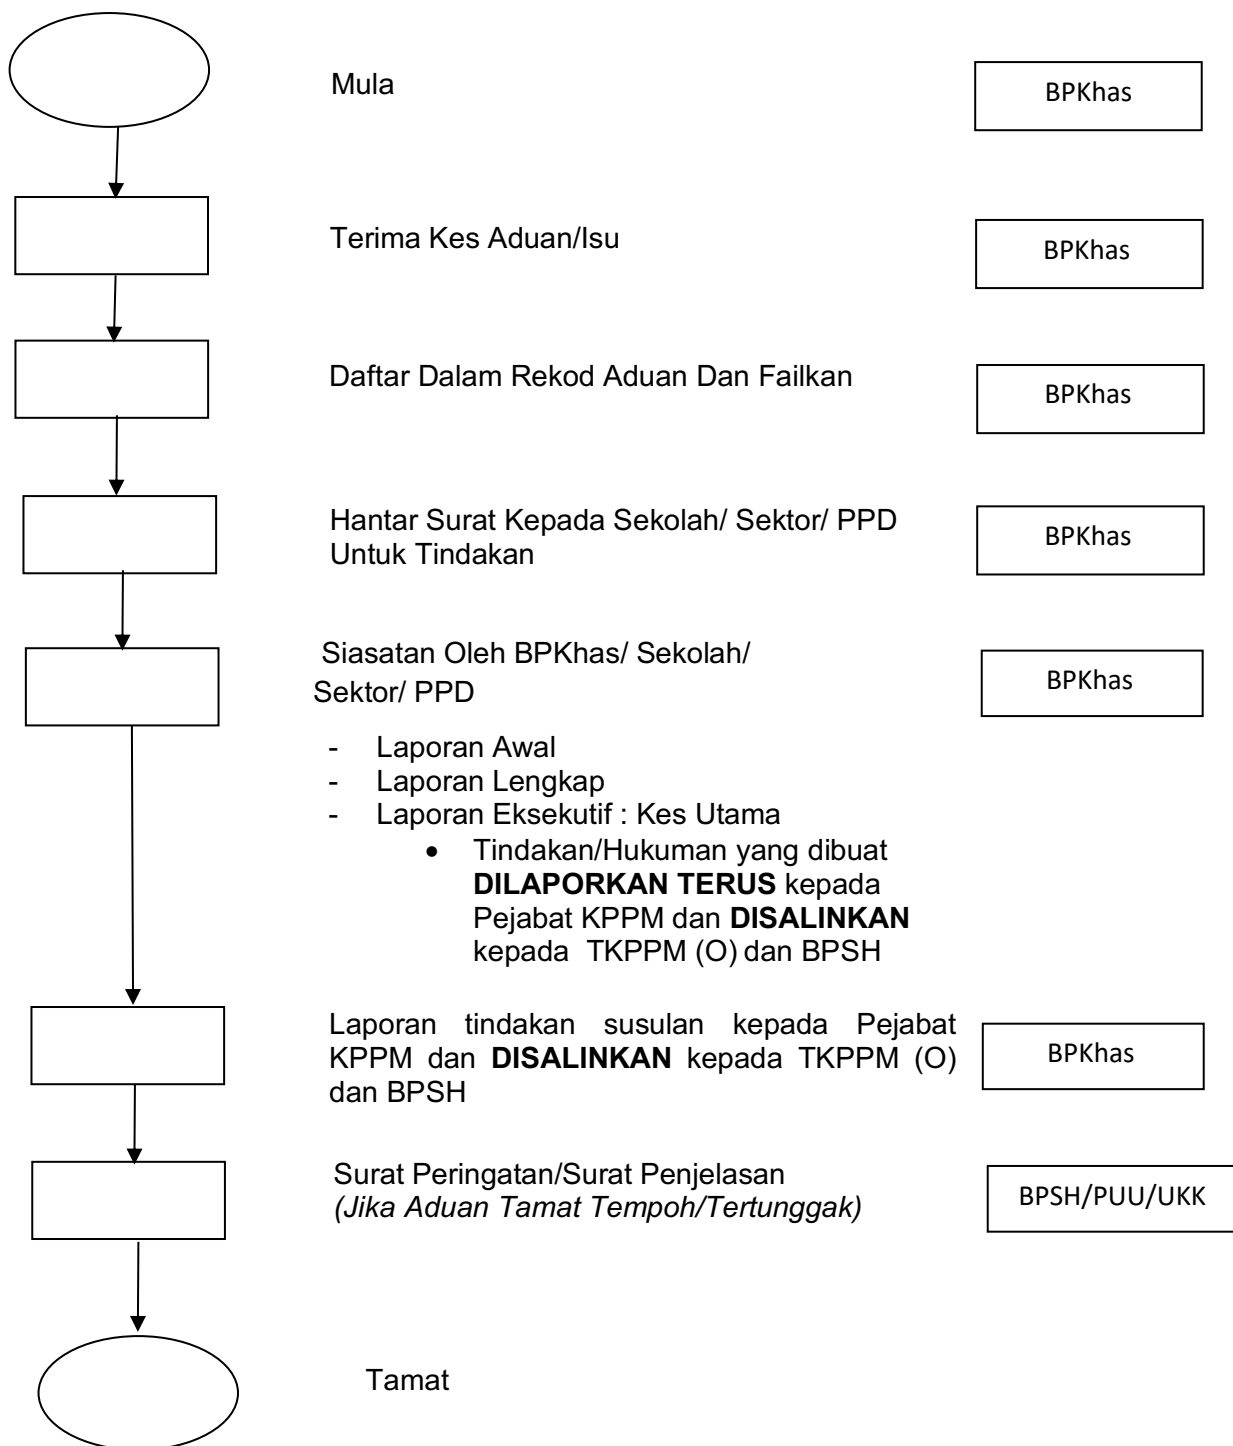 Mula
BPKhas
Terima Kes Aduan/Isu
BPKhas
Daftar Dalam Rekod Aduan Dan Failkan
BPKhas
Hantar Surat Kepada Sekolah/ Sektor/ PPD
Untuk Tindakan
BPKhas
Siasatan Oleh BPKhas/ Sekolah/
Sektor/ PPD
BPKhas
- Laporan Awal
- Laporan Lengkap
- Laporan Eksekutif : Kes Utama
• Tindakan/Hukuman yang dibuat
DILAPORKAN TERUS kepada
Pejabat KPPM dan DISALINKAN
kepada TKPPM (O) dan BPSH
Laporan tindakan susulan kepada Pejabat
KPPM dan DISALINKAN kepada TKPPM (O)
dan BPSH
BPKhas
Surat Peringatan/Surat Penjelasan
(Jika Aduan Tamat Tempoh/Tertunggak)
BPSH/PUU/UKK
Tamat